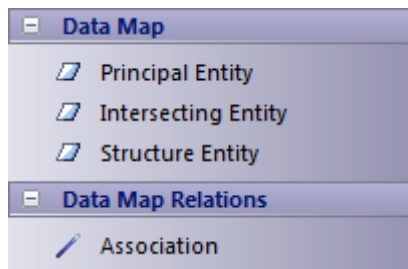 Data Map
Principal Entity
Intersecting Entity
Structure Entity
Data Map Relations
Association